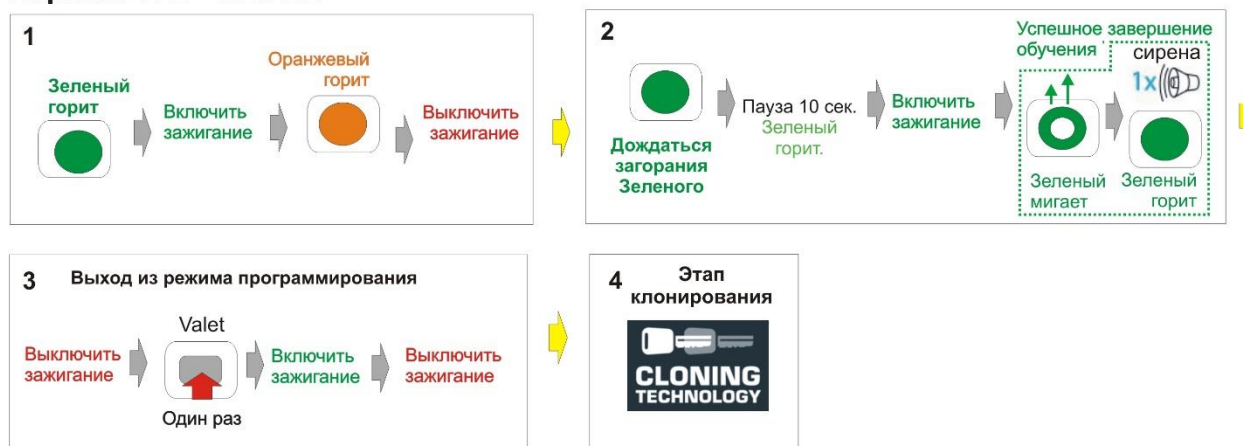 1
Зеленый
горит
Включить
зажигание
Оранжевый
горит
Выключить
зажигание
2
Дождаться
загорания
Зеленого
Пауза 10 сек.
Зеленый
горит.
Включить
зажигание
Успешное завершение
обучения
сирена
1x
Зеленый
мигает
Зеленый
горит
3 Выход из режима программирования
Выключить
зажигание
Valet
Один раз
Включить
зажигание
Выключить
зажигание
4 Этап
клонирования
CLONING
TECHNOLOGY